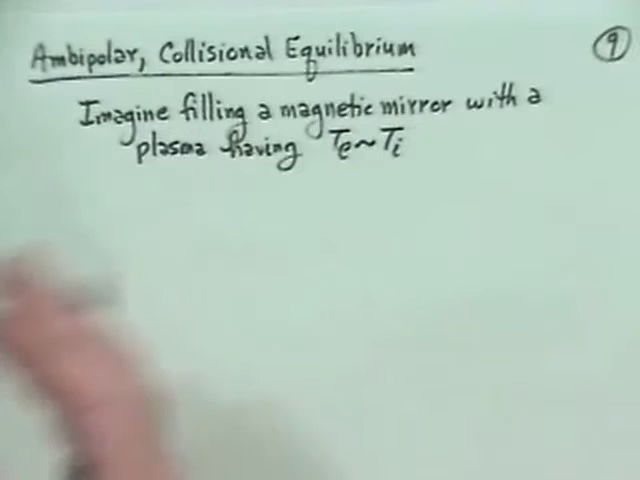 Ambipolar, Collisional Equilibrium
9
Imagine filling a magnetic mirror with a
plasma having Te~Ti